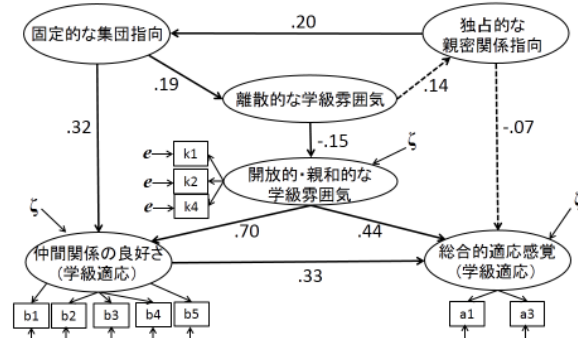 固定的な集団指向
.20
独占的な
親密関係指向
.19
離散的な学級雰囲気
.14
.32
-.15
-.07
ζ
e
k1
e
k2
e
k4
開放的・親和的な
学級雰囲気
ζ
.70
.44
ζ
仲間関係の良好さ
(学級適応)
.33
総合的適応感覚
(学級適応)
b1
b2
b3
b4
b5
a1
a3